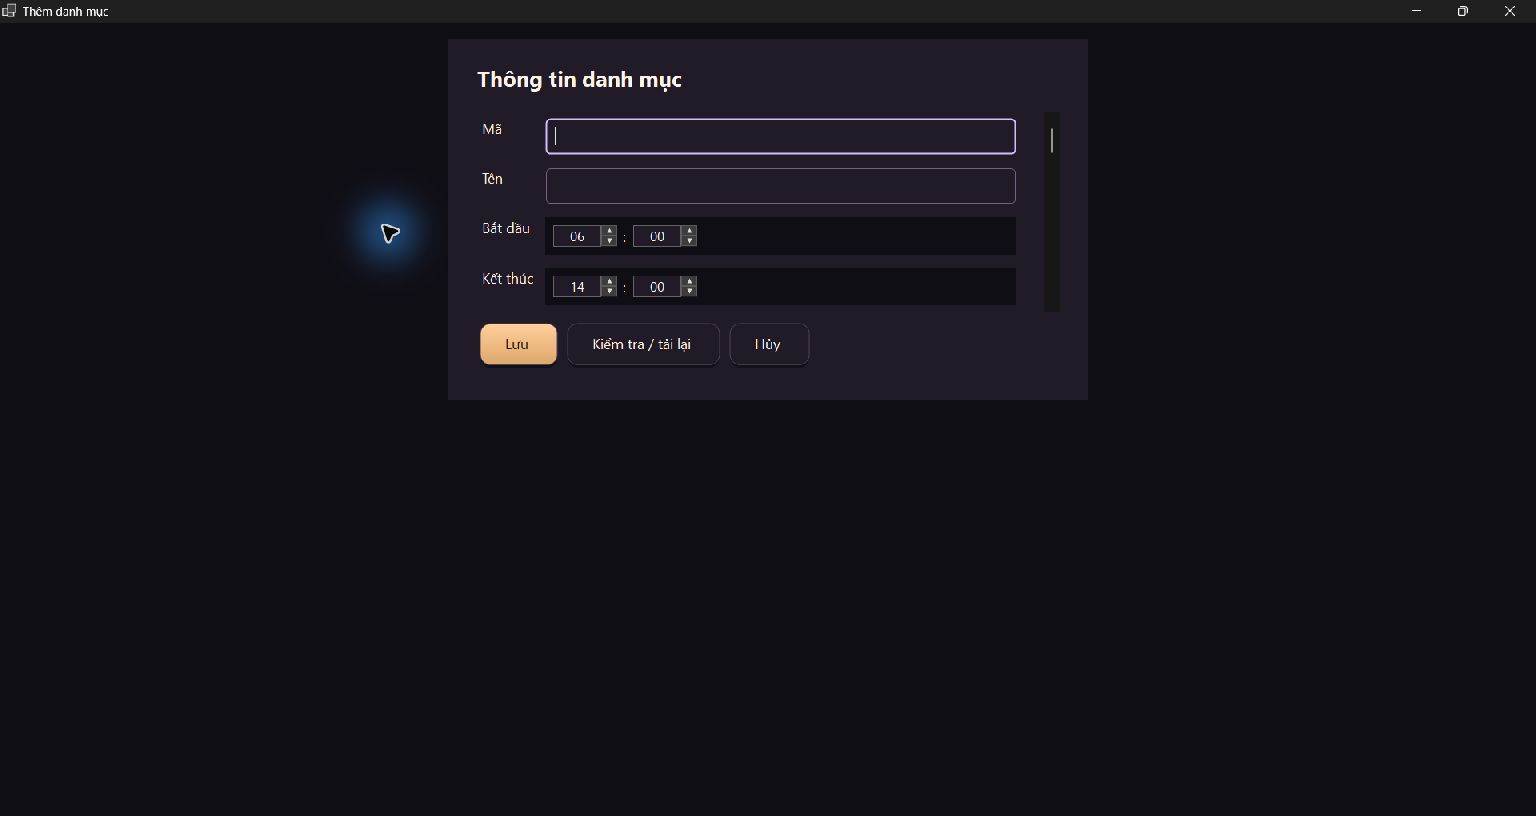 Thêm danh mục
Thông tin danh mục
Mã
Tên
Bắt đầu
06 : 00
Kết thúc
14 : 00
Lưu
Kiểm tra / tải lại
Hủy